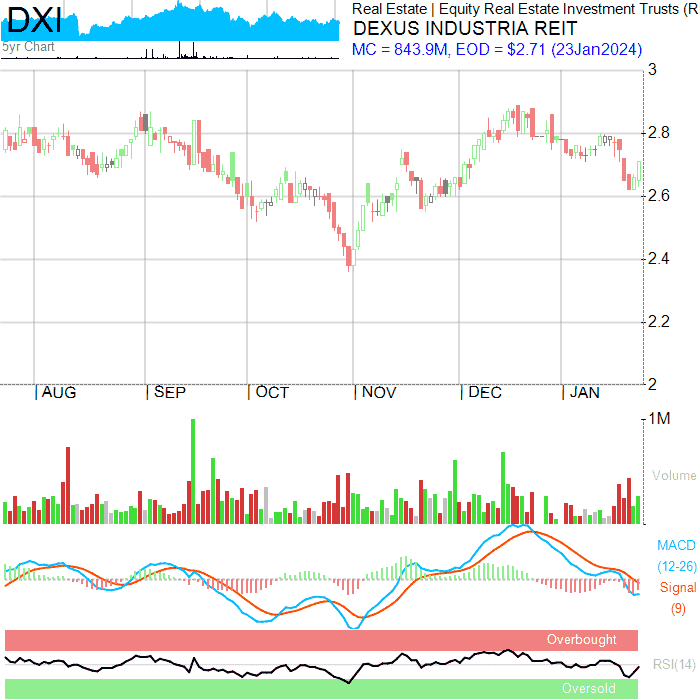 DXI
Real Estate | Equity Real Estate Investment Trusts (R
DEXUS INDUSTRIA REIT
MC = 843.9M, EOD = $2.71 (23Jan2024)
5yr Chart
3
2.8
2.6
2.4
2.2
2
| AUG | SEP | OCT | NOV | DEC | JAN
1M
Volume
MACD
(12-26)
Signal
(9)
Overbought
RSI(14)
Oversold